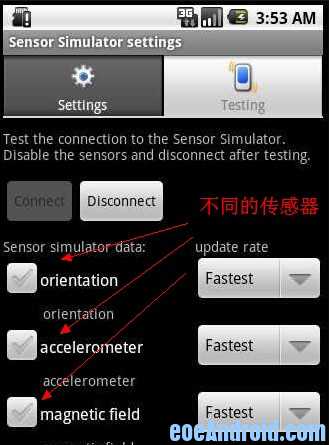 3G 3:53 AM
Sensor Simulator settings
Settings Testing
Test the connection to the Sensor Simulator.
Disable the sensors and disconnect after testing.
Connect Disconnect
不同的传感器
Sensor simulator data: update rate
orientation Fastest
orientation
accelerometer Fastest
accelerometer
magnetic field Fastest
magnetic field
eoeAndroid.com